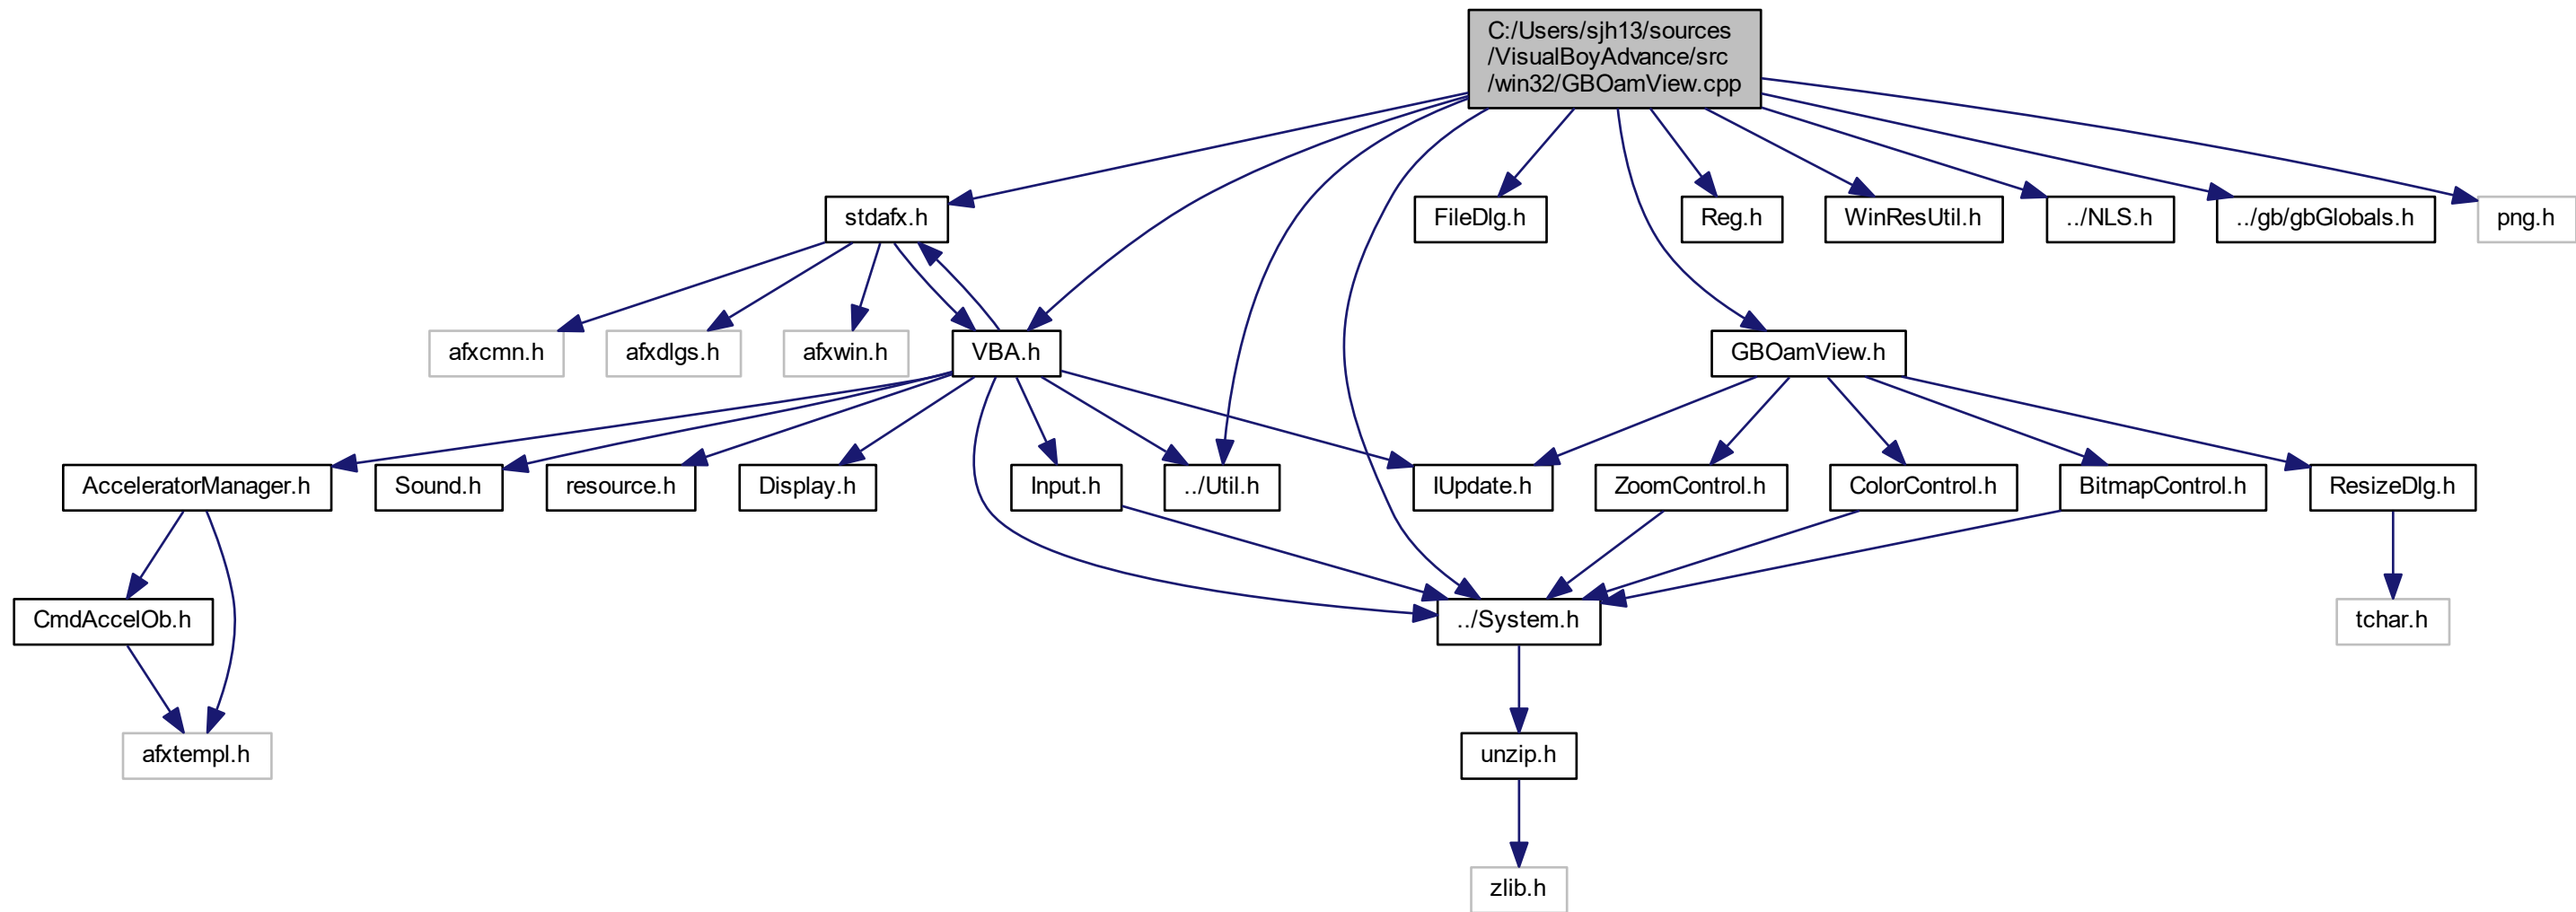 C:/Users/sjh13/sources
/VisualBoyAdvance/src
/win32/GBOamView.cpp
stdafx.h
FileDlg.h
Reg.h
WinResUtil.h
../NLS.h
../gb/gbGlobals.h
png.h
afxcmn.h
afxdlgs.h
afxwin.h
VBA.h
GBOamView.h
AcceleratorManager.h
Sound.h
resource.h
Display.h
Input.h
../Util.h
IUpdate.h
ZoomControl.h
ColorControl.h
BitmapControl.h
ResizeDlg.h
CmdAccelOb.h
../System.h
tchar.h
afxtempl.h
unzip.h
zlib.h